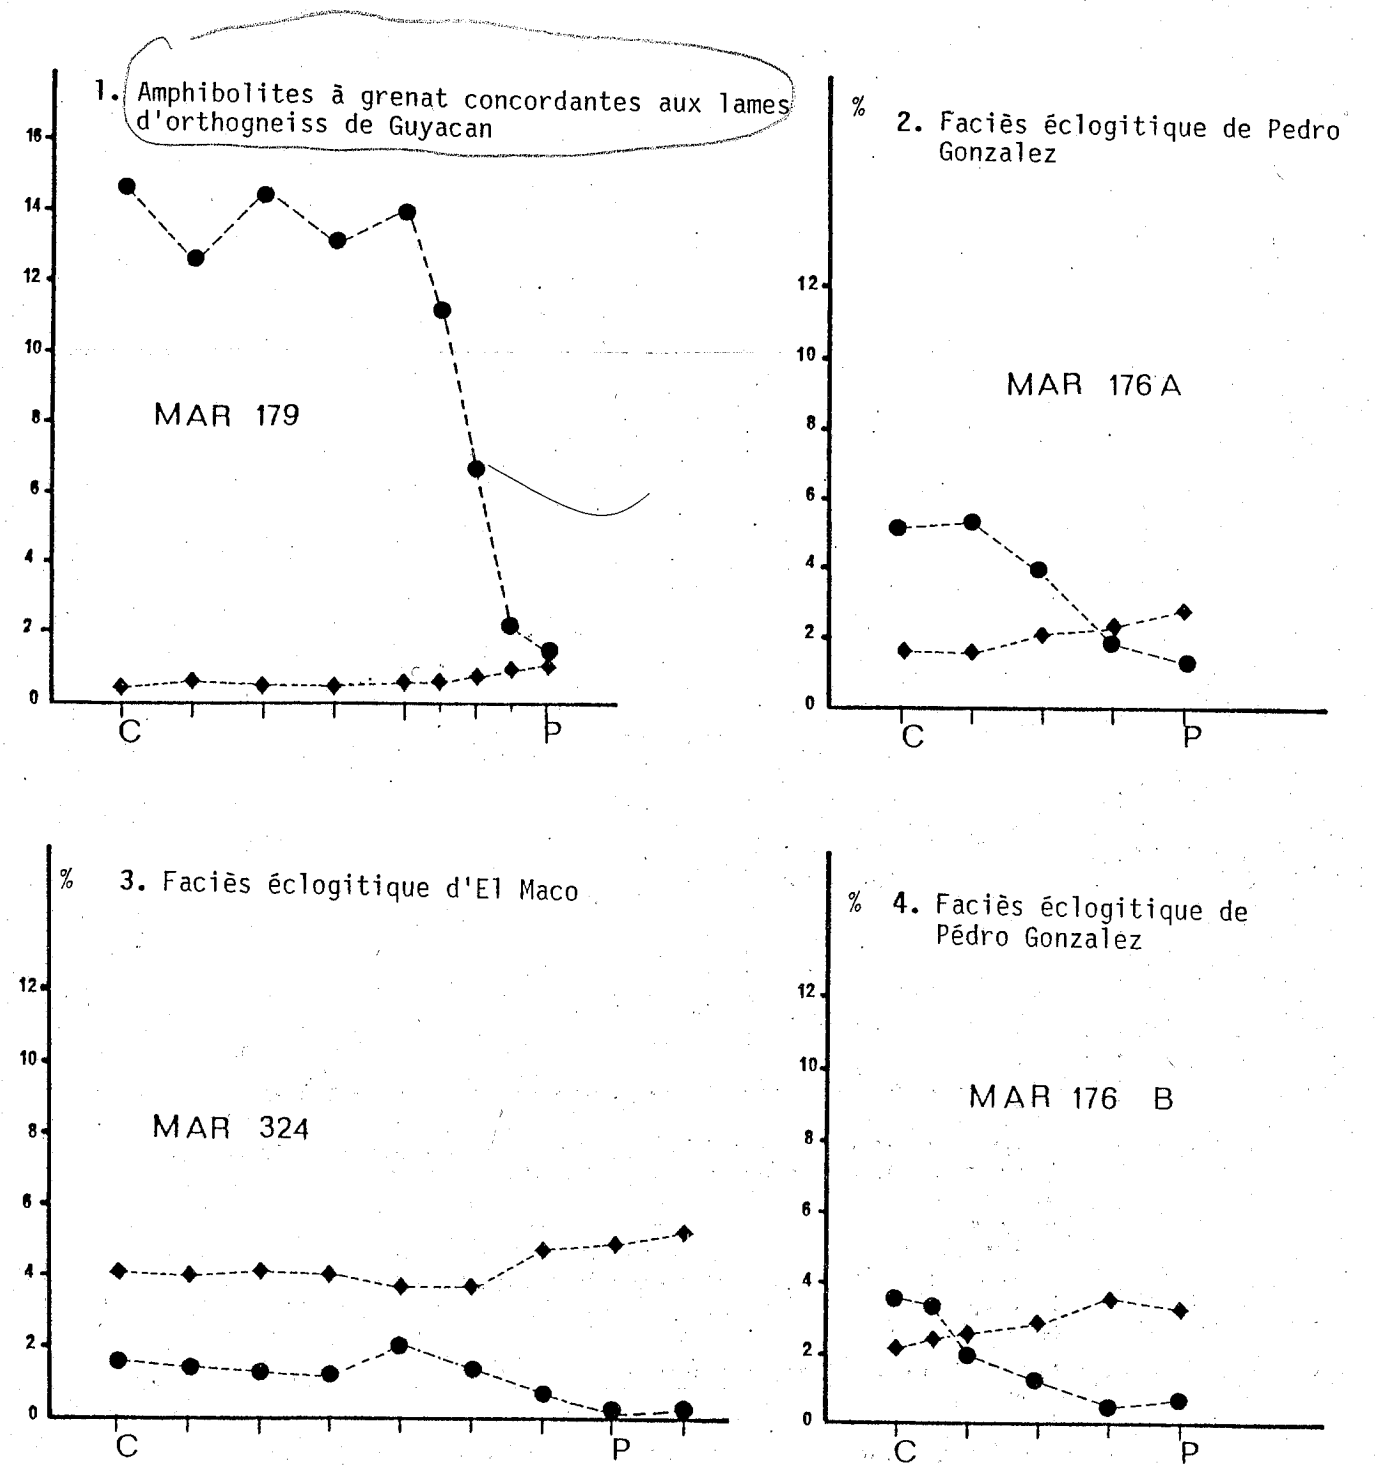 1. Amphibolites à grenat concordantes aux lames
d'orthogneiss de Guyacan
16
14
12
10
8
6
4
2
0
MAR 179
C
P
%
2. Faciès éclogitique de Pedro
Gonzalez
12
10
8
6
4
2
0
MAR 176 A
C
P
%
3. Faciès éclogitique d'El Maco
12
10
8
6
4
2
0
MAR 324
C
P
%
4. Faciès éclogitique de
Pédro Gonzalez
12
10
8
6
4
2
0
MAR 176 B
C
P